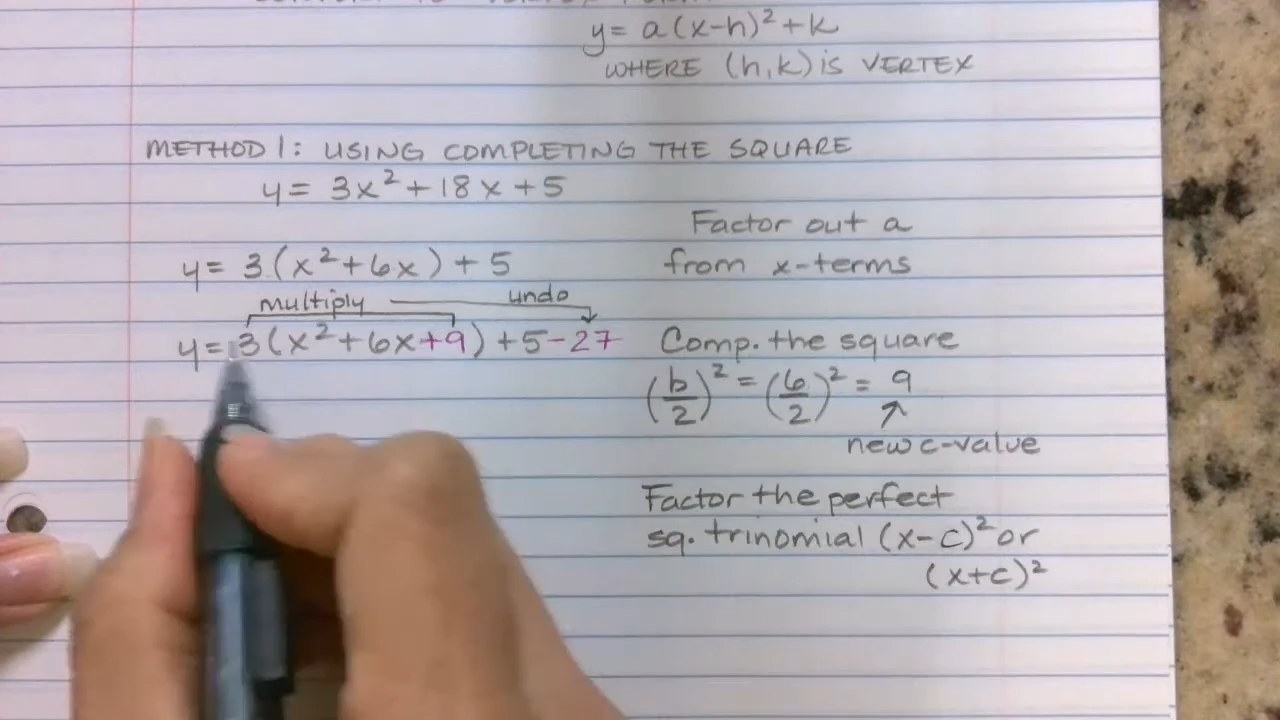 y = a(x-h)² + k
WHERE (h,k) is VERTEX
METHOD 1: USING COMPLETING THE SQUARE
y = 3x² + 18x + 5
Factor out a
from x-terms
y = 3(x² + 6x) + 5
multiply undo
y = 3(x² + 6x + 9) + 5 - 27
Comp. the square
(b/2)² = (6/2)² = 9
new c-value
Factor the perfect
sq. trinomial (x-c)² or
(x+c)²